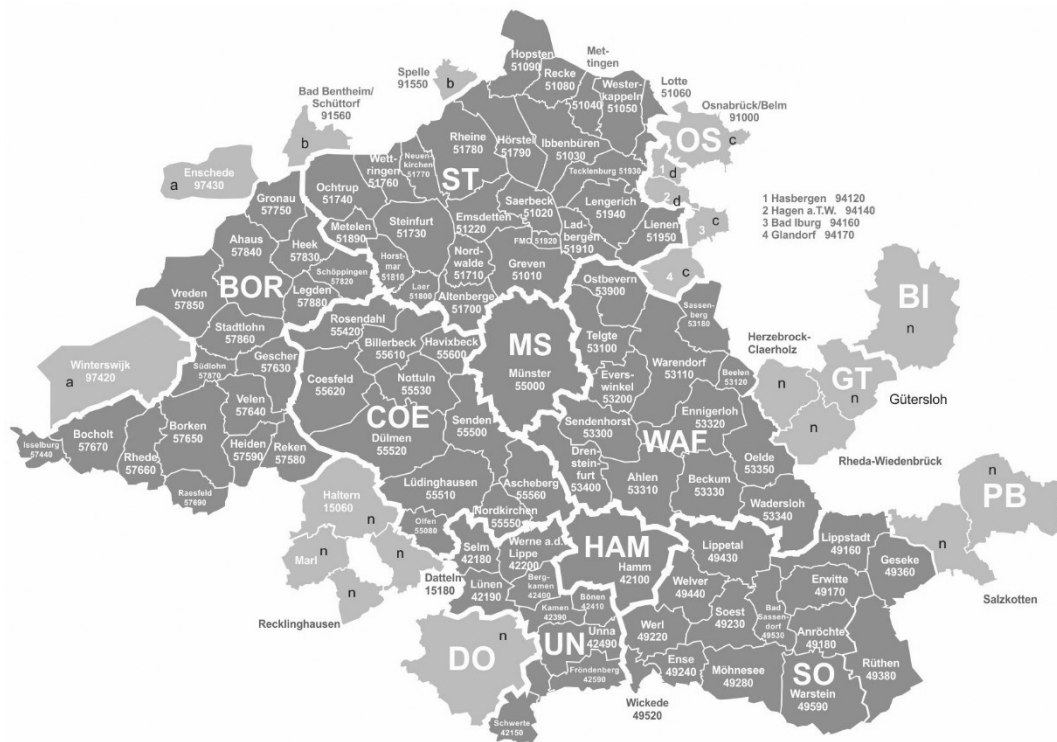 Hopsten
51090
Met-
tingen
Recke
51080
51040
Wester-
kappeln
51050
Lotte
51060
Osnabrück/Belm
91000
OS
c
Spelle
91550
b
Bad Bentheim/
Schüttorf
91560
b
Enschede
97430
a
Rheine
51780
Hörstel
51790
Ibbenbüren
51030
Neuen-
kirchen
51770
Wett-
ringen
51760
ST
Tecklenburg 51930
1
d
2
d
c
3
1 Hasbergen 94120
2 Hagen a.T.W. 94140
3 Bad Iburg 94160
4 Glandorf 94170
Ochtrup
51740
Gronau
57750
Metelen
51890
Steinfurt
51730
Emsdetten
51220
Saerbeck
51020
Lengerich
51940
Lad-
bergen
51910
Lienen
51950
FMO 51920
Nord-
walde
51710
Greven
51010
Ahaus
57840
Heek
57830
Horst-
mar
51810
Laer
51800
Altenberge
51700
Schöppingen
57820
BOR
Legden
57880
Vreden
57850
Stadtlohn
57860
Ostbevern
53900
4
c
Sassen-
berg
53180
BI
n
Rosendahl
55420
Billerbeck
55610
Havixbeck
55600
MS
Münster
55000
Telgte
53100
Warendorf
53110
Beelen
53120
Herzebrock-
Claerholz
n
GT
n
Gütersloh
n
Rheda-Wiedenbrück
Winterswijk
97420
a
Südlohn
57870
Gescher
57630
Coesfeld
55620
Nottuln
55530
Evers-
winkel
53200
Ennigerloh
53320
Velen
57640
COE
Senden
55500
Sendenhorst
53300
WAF
Oelde
53350
Isselburg
57440
Bocholt
57670
Rhede
57660
Borken
57650
Heiden
57590
Reken
57580
Dülmen
55520
Dren-
stein-
furt
53400
Ahlen
53310
Beckum
53330
Wadersloh
53340
Raesfeld
57690
Haltern
15060
n
Lüdinghausen
55510
Ascheberg
55560
Nordkirchen
55550
Olfen
55080
n
PB
n
Salzkotten
Marl
n
n
n
Recklinghausen
Datteln
15180
Selm
42180
Werne a.d.
Lippe
42200
HAM
Hamm
42100
Lippetal
49430
Lippstadt
49160
Geseke
49360
Lünen
42190
Berg-
kamen
42400
Bönen
42410
Kamen
42390
Welver
49440
Soest
49230
Bad
Sassen-
dorf
49530
Erwitte
49170
Anröchte
49180
DO
n
UN
Unna
42490
Werl
49220
Ense
49240
Möhnesee
49280
SO
Warstein
49590
Rüthen
49380
Fröndenberg
42590
Wickede
49520
Schwerte
42150